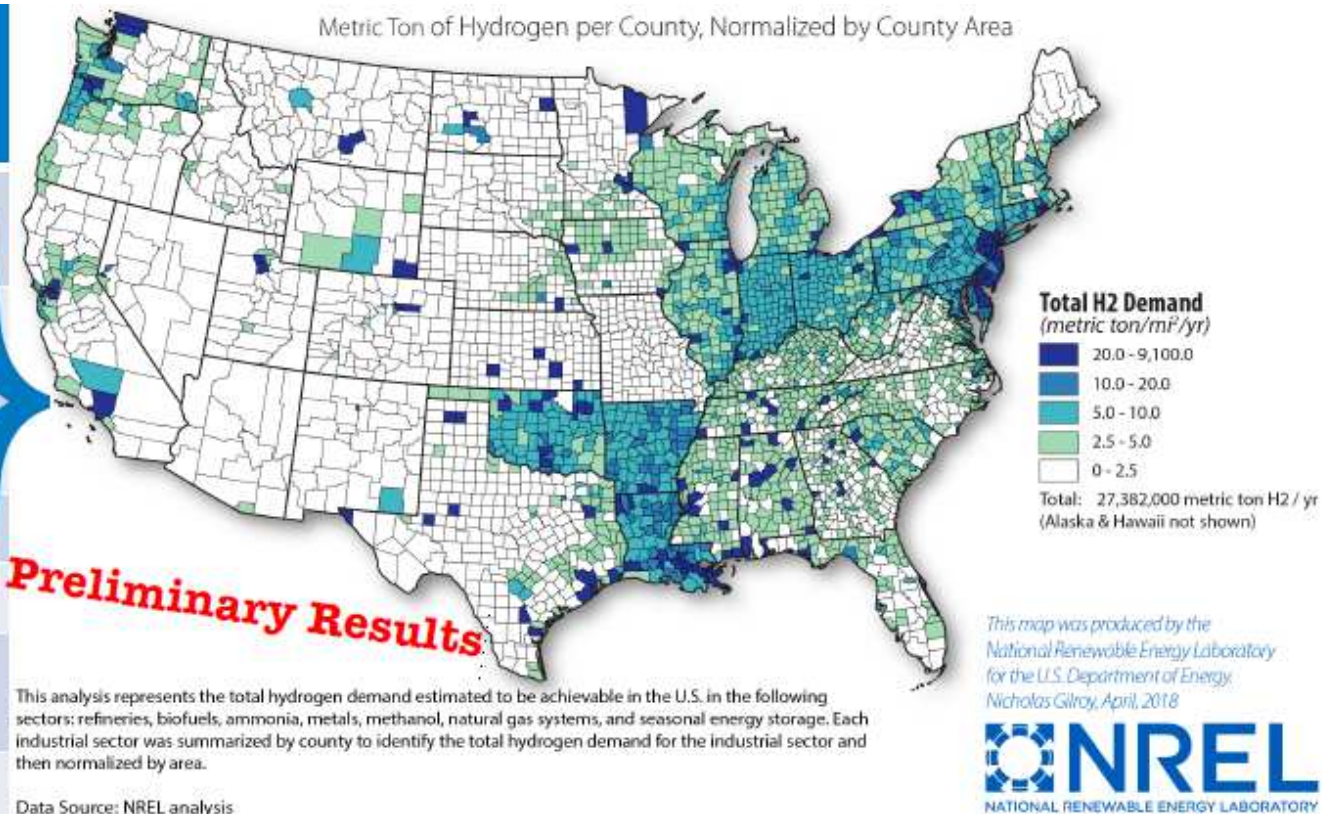 Metric Ton of Hydrogen per County, Normalized by County Area
Total H2 Demand
(metric ton/mi²/yr)
20.0 - 9,100.0
10.0 - 20.0
5.0 - 10.0
2.5 - 5.0
0 - 2.5
Total: 27,382,000 metric ton H2 / yr
(Alaska & Hawaii not shown)
Preliminary Results
This analysis represents the total hydrogen demand estimated to be achievable in the U.S. in the following
sectors: refineries, biofuels, ammonia, metals, methanol, natural gas systems, and seasonal energy storage. Each
industrial sector was summarized by county to identify the total hydrogen demand for the industrial sector and
then normalized by area.
Data Source: NREL analysis
This map was produced by the
National Renewable Energy Laboratory
for the U.S. Department of Energy.
Nicholas Gilroy, April, 2018
NREL
NATIONAL RENEWABLE ENERGY LABORATORY